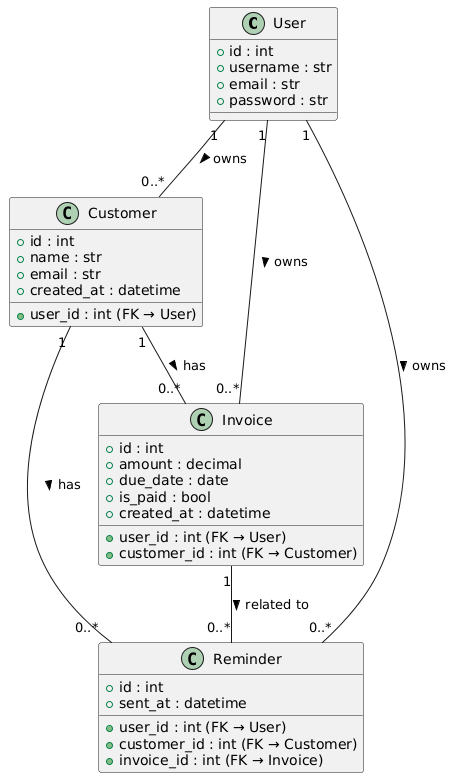 C User
id : int
username : str
email : str
password : str
1
1
1
owns
0..*
C Customer
id : int
name : str
email : str
created_at : datetime
user_id : int (FK → User)
owns
1
1
has
owns
0..*
0..*
C Invoice
id : int
amount : decimal
due_date : date
is_paid : bool
created_at : datetime
user_id : int (FK → User)
customer_id : int (FK → Customer)
has
1
related to
0..*
0..*
0..*
C Reminder
id : int
sent_at : datetime
user_id : int (FK → User)
customer_id : int (FK → Customer)
invoice_id : int (FK → Invoice)